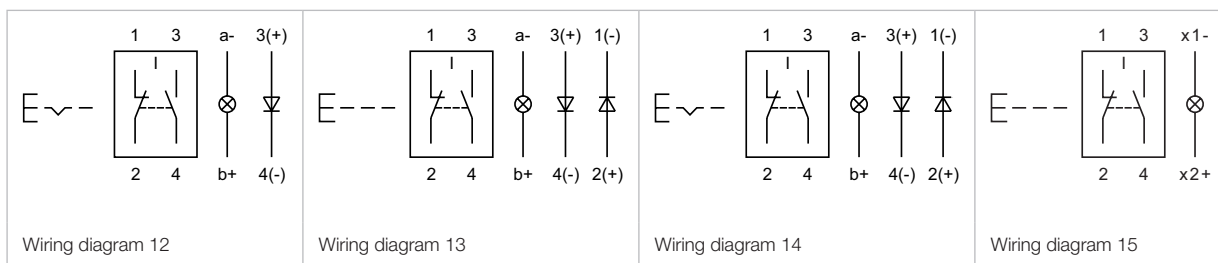 1 3 a- 3(+)
I
2 4 b+ 4(-)
Wiring diagram 12
1 3 a- 3(+) 1(-)
I
2 4 b+ 4(-) 2(+)
Wiring diagram 13
1 3 a- 3(+) 1(-)
I
2 4 b+ 4(-) 2(+)
Wiring diagram 14
1 3 x1-
I
2 4 x2+
Wiring diagram 15